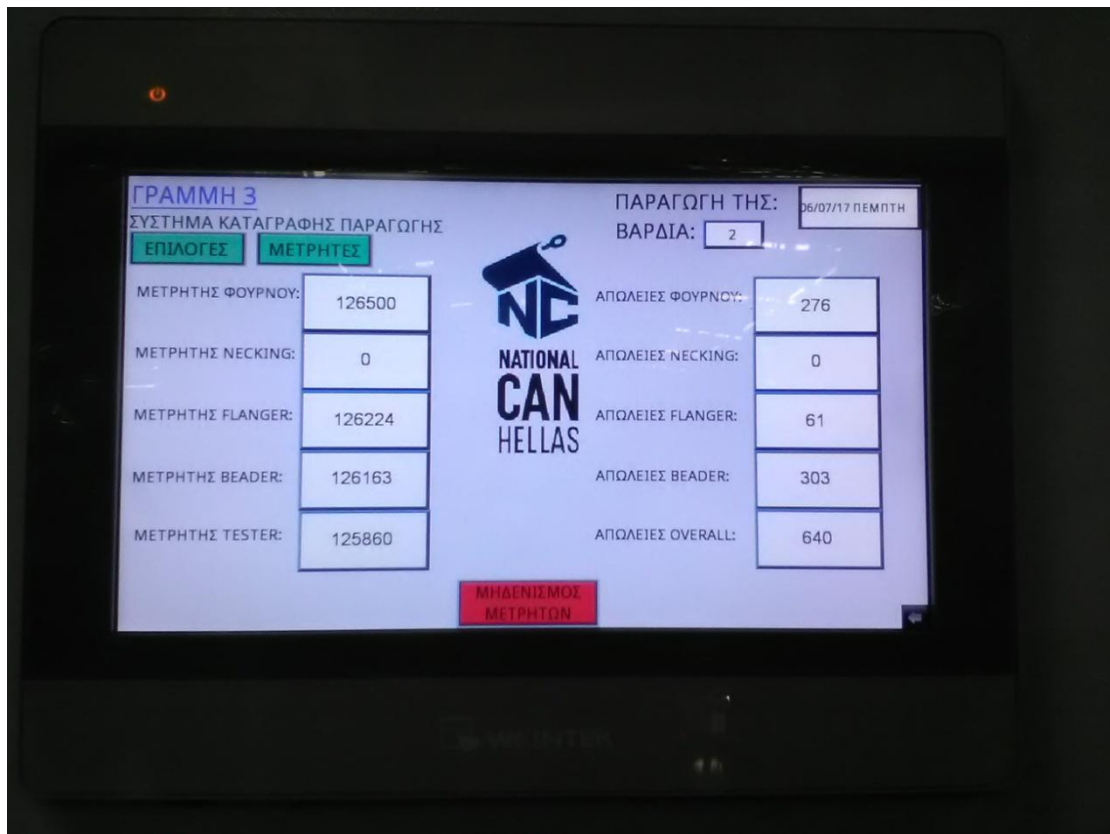 ΓΡΑΜΜΗ 3
ΣΥΣΤΗΜΑ ΚΑΤΑΓΡΑΦΗΣ ΠΑΡΑΓΩΓΗΣ
ΕΠΙΛΟΓΕΣ ΜΕΤΡΗΤΕΣ
ΠΑΡΑΓΩΓΗ ΤΗΣ: 06/07/17 ΠΕΜΠΤΗ
ΒΑΡΔΙΑ: 2
ΜΕΤΡΗΤΗΣ ΦΟΥΡΝΟΥ: 126500
ΜΕΤΡΗΤΗΣ NECKING: 0
ΜΕΤΡΗΤΗΣ FLANGER: 126224
ΜΕΤΡΗΤΗΣ BEADER: 126163
ΜΕΤΡΗΤΗΣ TESTER: 125860
NC
NATIONAL
CAN
HELLAS
ΑΠΩΛΕΙΕΣ ΦΟΥΡΝΟΥ: 276
ΑΠΩΛΕΙΕΣ NECKING: 0
ΑΠΩΛΕΙΕΣ FLANGER: 61
ΑΠΩΛΕΙΕΣ BEADER: 303
ΑΠΩΛΕΙΕΣ OVERALL: 640
ΜΗΔΕΝΙΣΜΟΣ
ΜΕΤΡΗΤΩΝ